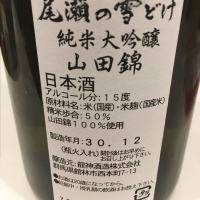 尾瀬の雪どけ
純米大吟醸
山田錦
日本酒
アルコール分:15度
原材料名:米(国産)・米麹(国産米)
精米歩合:50%
山田錦100%使用
製造年月:30.12
(瓶火入れ)
醸造元:龍神酒造株式会社
群馬県館林市西本町7-13